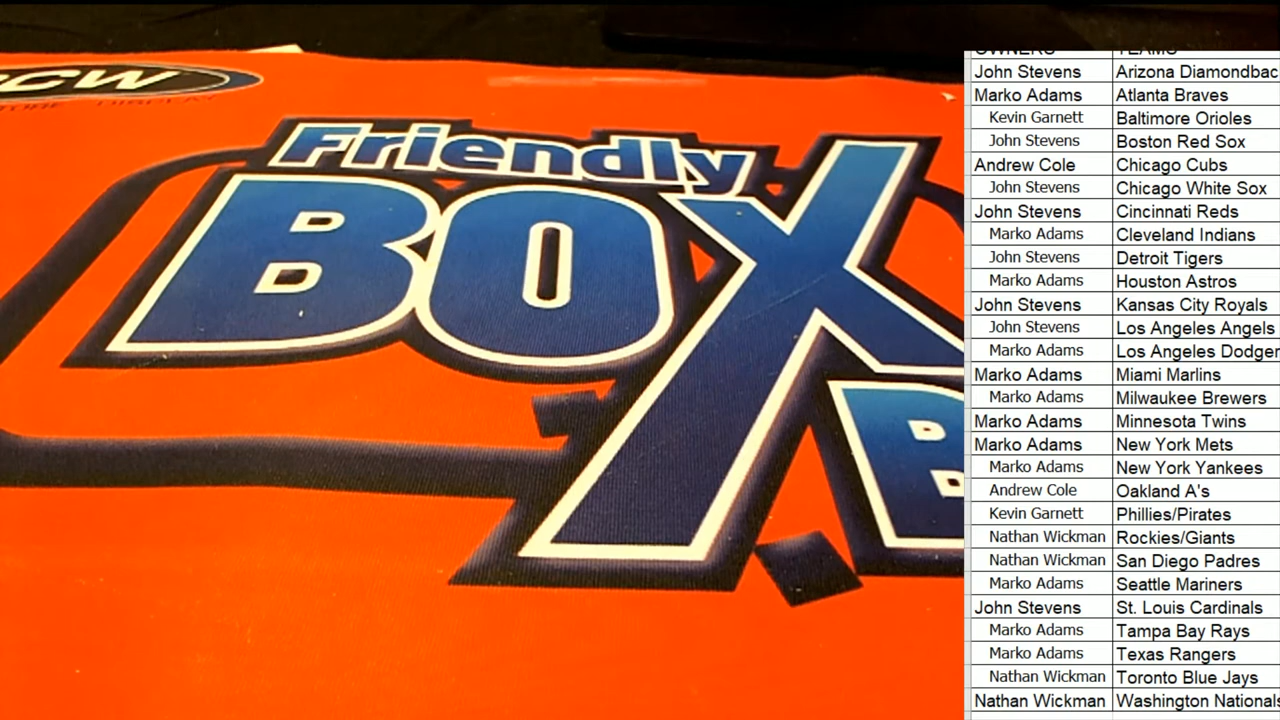 BCW
Friendly
BOX
B
OWNERS TEAMS
John Stevens Arizona Diamondbac
Marko Adams Atlanta Braves
Kevin Garnett Baltimore Orioles
John Stevens Boston Red Sox
Andrew Cole Chicago Cubs
John Stevens Chicago White Sox
John Stevens Cincinnati Reds
Marko Adams Cleveland Indians
John Stevens Detroit Tigers
Marko Adams Houston Astros
John Stevens Kansas City Royals
John Stevens Los Angeles Angels
Marko Adams Los Angeles Dodger
Marko Adams Miami Marlins
Marko Adams Milwaukee Brewers
Marko Adams Minnesota Twins
Marko Adams New York Mets
Marko Adams New York Yankees
Andrew Cole Oakland A's
Kevin Garnett Phillies/Pirates
Nathan Wickman Rockies/Giants
Nathan Wickman San Diego Padres
Marko Adams Seattle Mariners
John Stevens St. Louis Cardinals
Marko Adams Tampa Bay Rays
Marko Adams Texas Rangers
Nathan Wickman Toronto Blue Jays
Nathan Wickman Washington Nationals